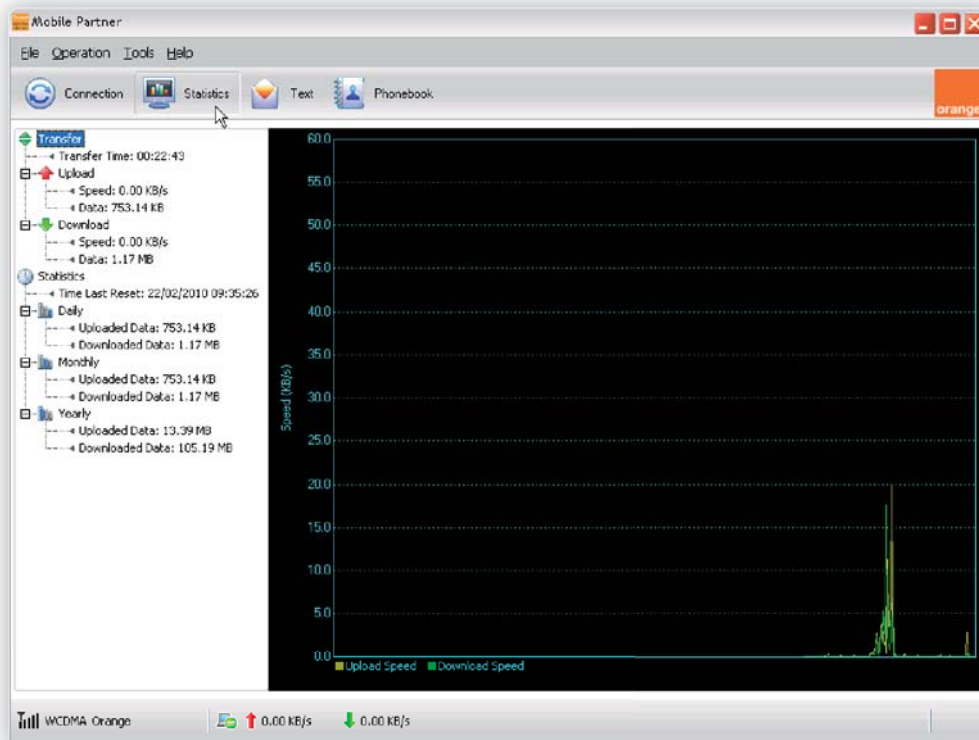 Mobile Partner
File Operation Tools Help
Connection Statistics Text Phonebook
orange
Transfer
Transfer Time: 00:22:43
Upload
Speed: 0.00 KB/s
Data: 753.14 KB
Download
Speed: 0.00 KB/s
Data: 1.17 MB
Statistics
Time Last Reset: 22/02/2010 09:35:26
Daily
Uploaded Data: 753.14 KB
Downloaded Data: 1.17 MB
Monthly
Uploaded Data: 753.14 KB
Downloaded Data: 1.17 MB
Yearly
Uploaded Data: 13.39 MB
Downloaded Data: 105.19 MB
60.0
55.0
50.0
45.0
40.0
35.0
30.0
25.0
20.0
15.0
10.0
5.0
0.0
Speed (KB/s)
Upload Speed Download Speed
WCDMA Orange 0.00 KB/s 0.00 KB/s